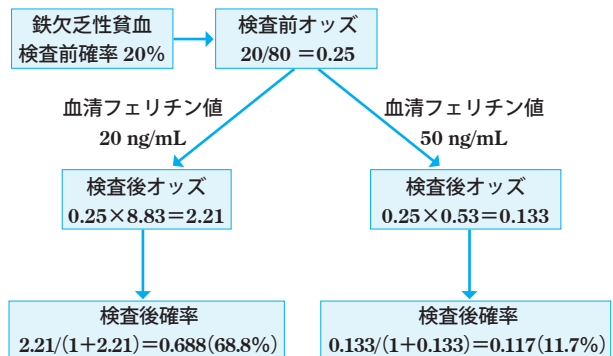 鉄欠乏性貧血
検査前確率 20%
検査前オッズ
20/80 =0.25
血清フェリチン値
20 ng/mL
血清フェリチン値
50 ng/mL
検査後オッズ
0.25×8.83=2.21
検査後オッズ
0.25×0.53=0.133
検査後確率
2.21/(1+2.21)=0.688(68.8%)
検査後確率
0.133/(1+0.133)=0.117(11.7%)